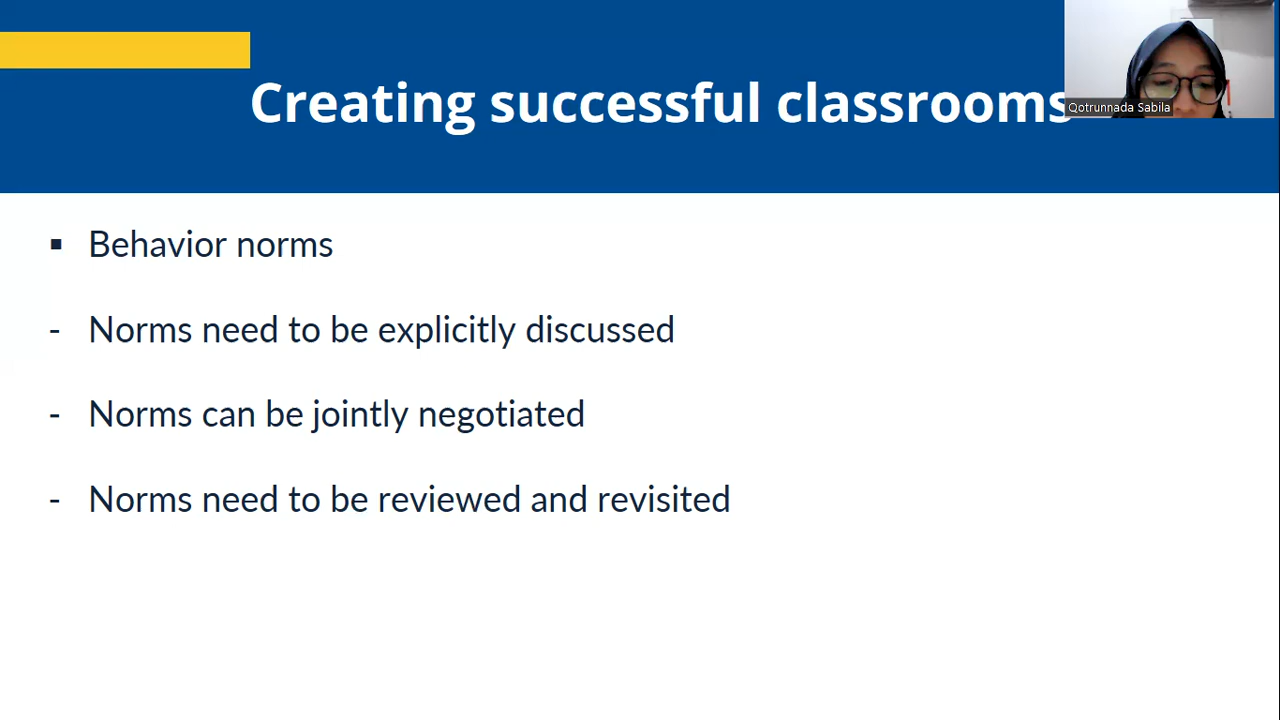 Creating successful classrooms
Qotrunnada Sabila
▪ Behavior norms
- Norms need to be explicitly discussed
- Norms can be jointly negotiated
- Norms need to be reviewed and revisited